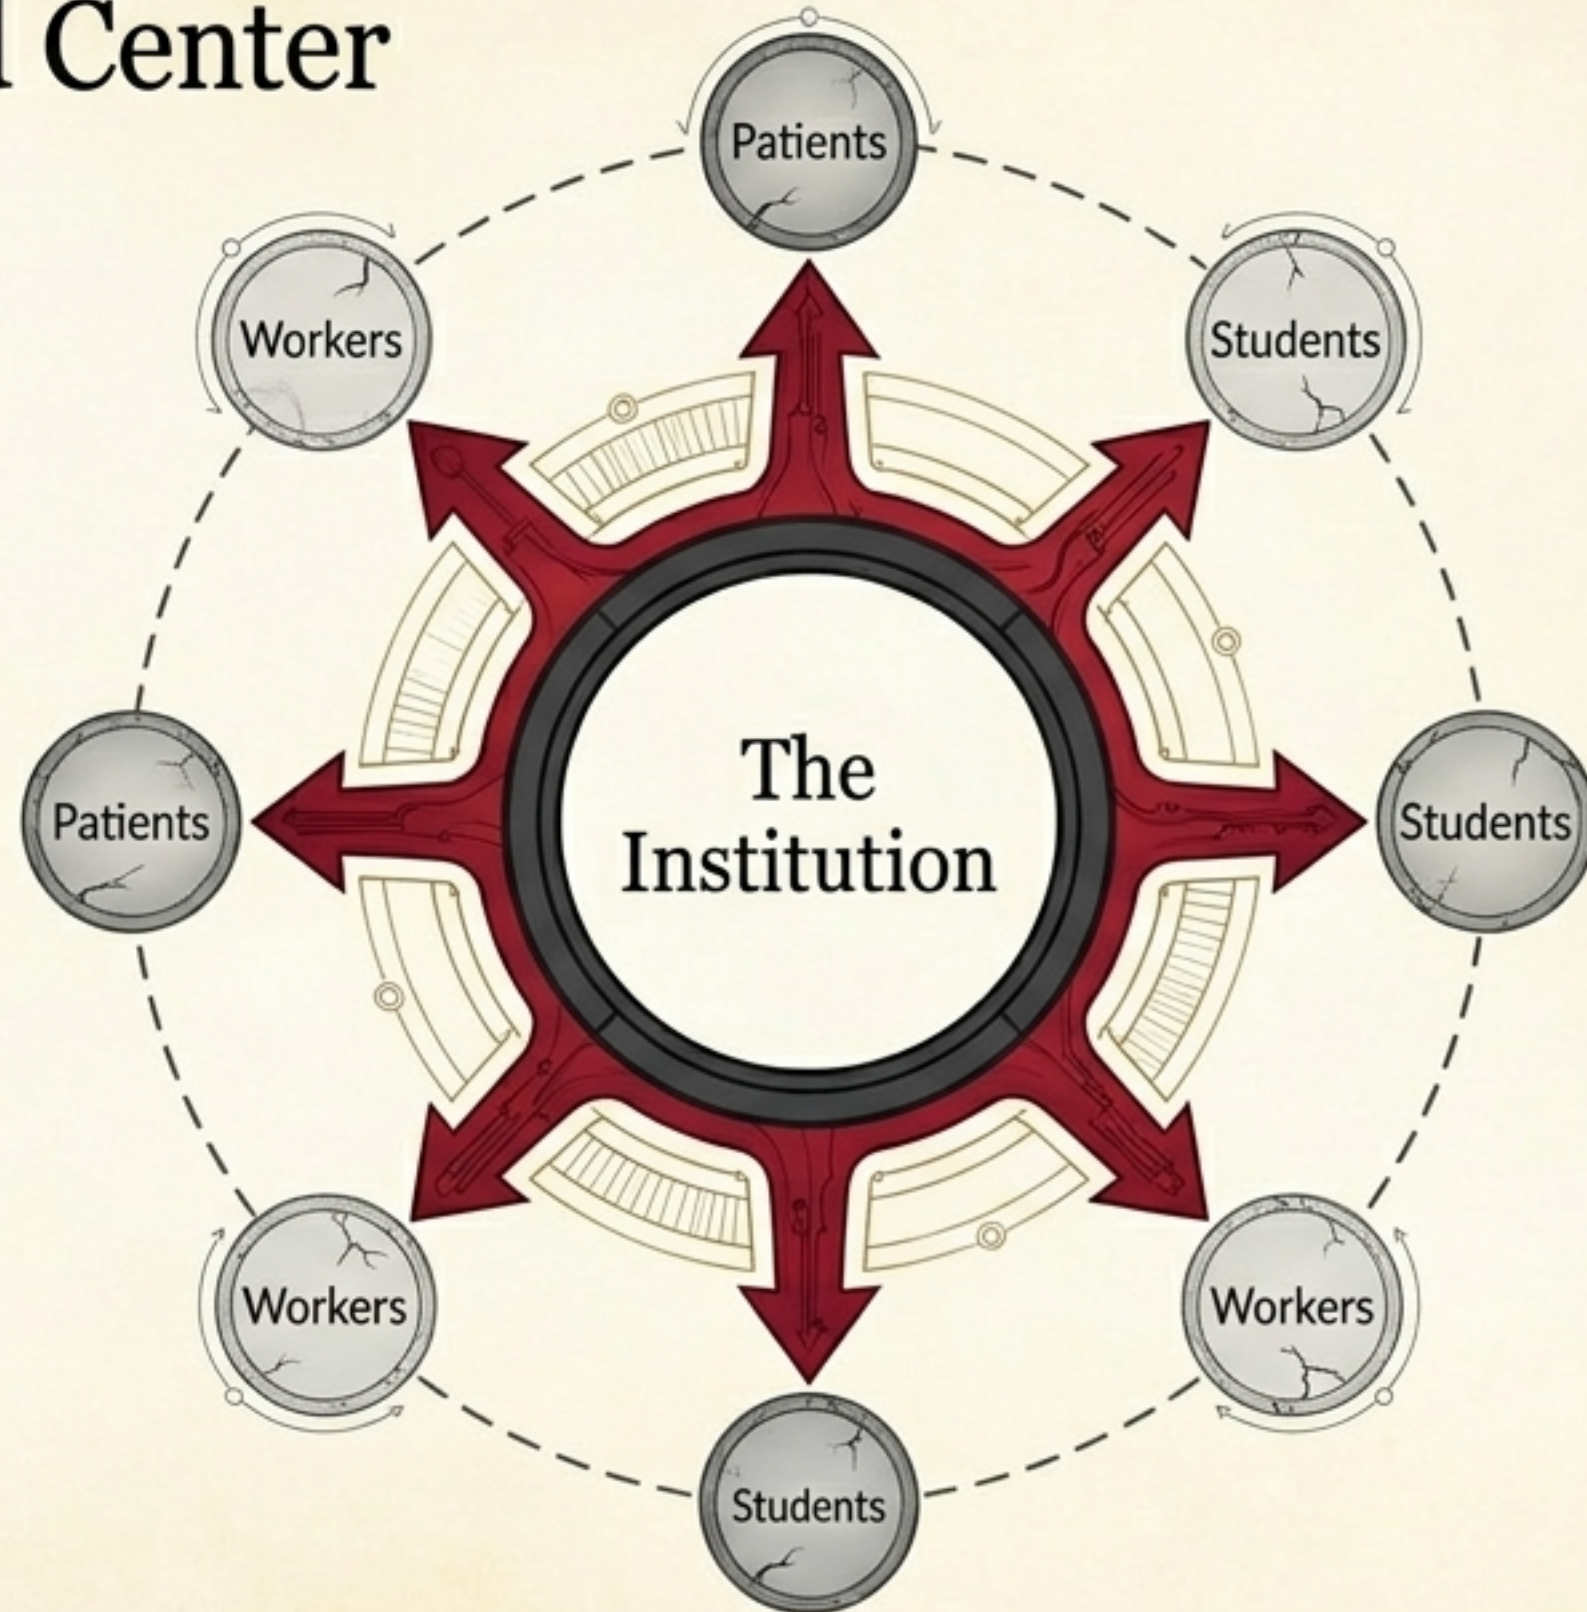 Center
Patients
Workers
Students
The
Institution
Patients
Students
Workers
Workers
Students